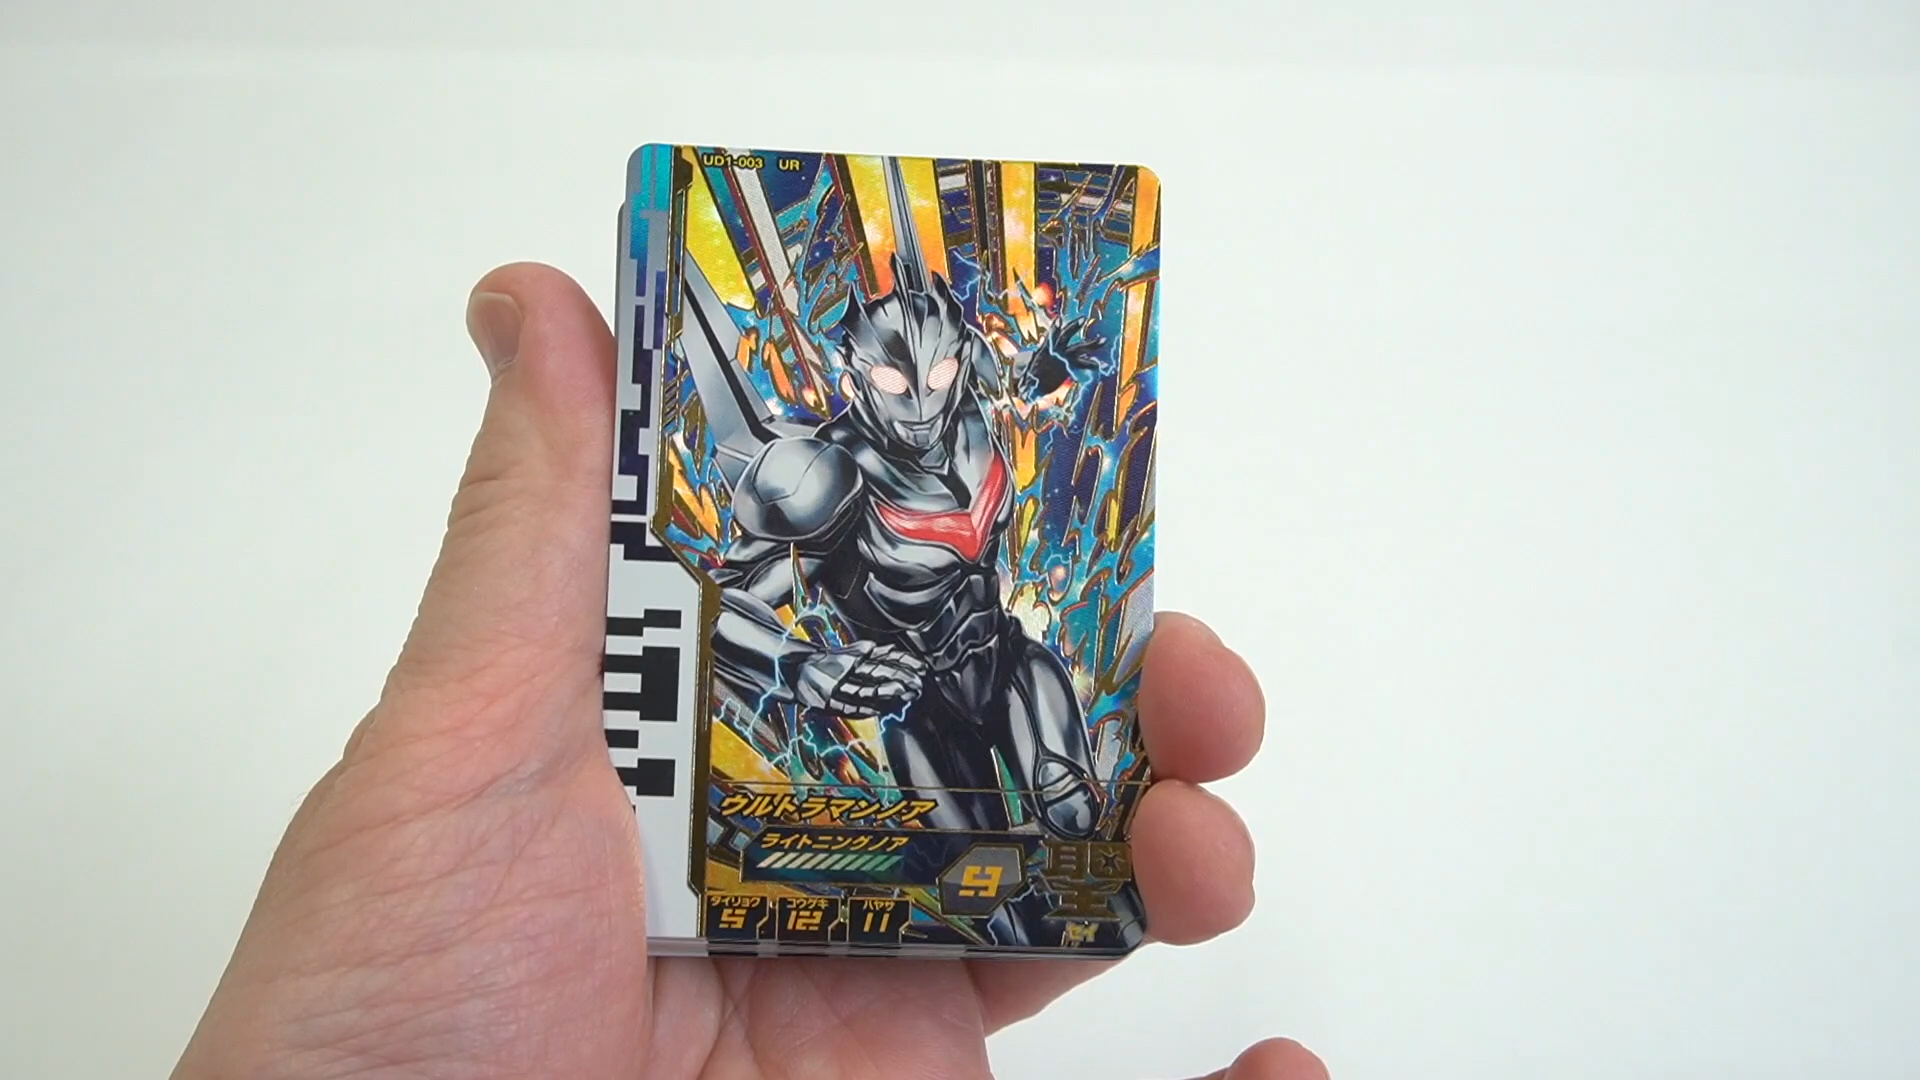 UD1-003 UR
ウルトラマンノア
ライトニングノア
9
聖
セイ
タイリョク コウゲキ ハヤサ
5 12 11